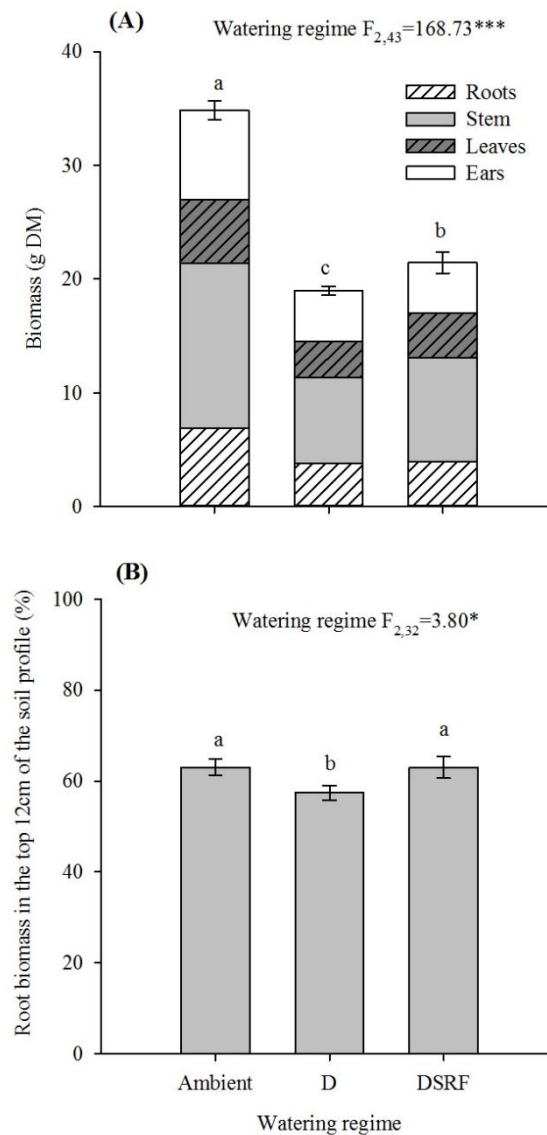 (A)
Watering regime F2,43=168.73***
40
30
20
10
0
Biomass (g DM)
a
c
b
Roots
Stem
Leaves
Ears
(B)
Watering regime F2,32=3.80*
100
80
60
40
20
0
Root biomass in the top 12cm of the soil profile (%)
a
b
a
Ambient
D
DSRF
Watering regime